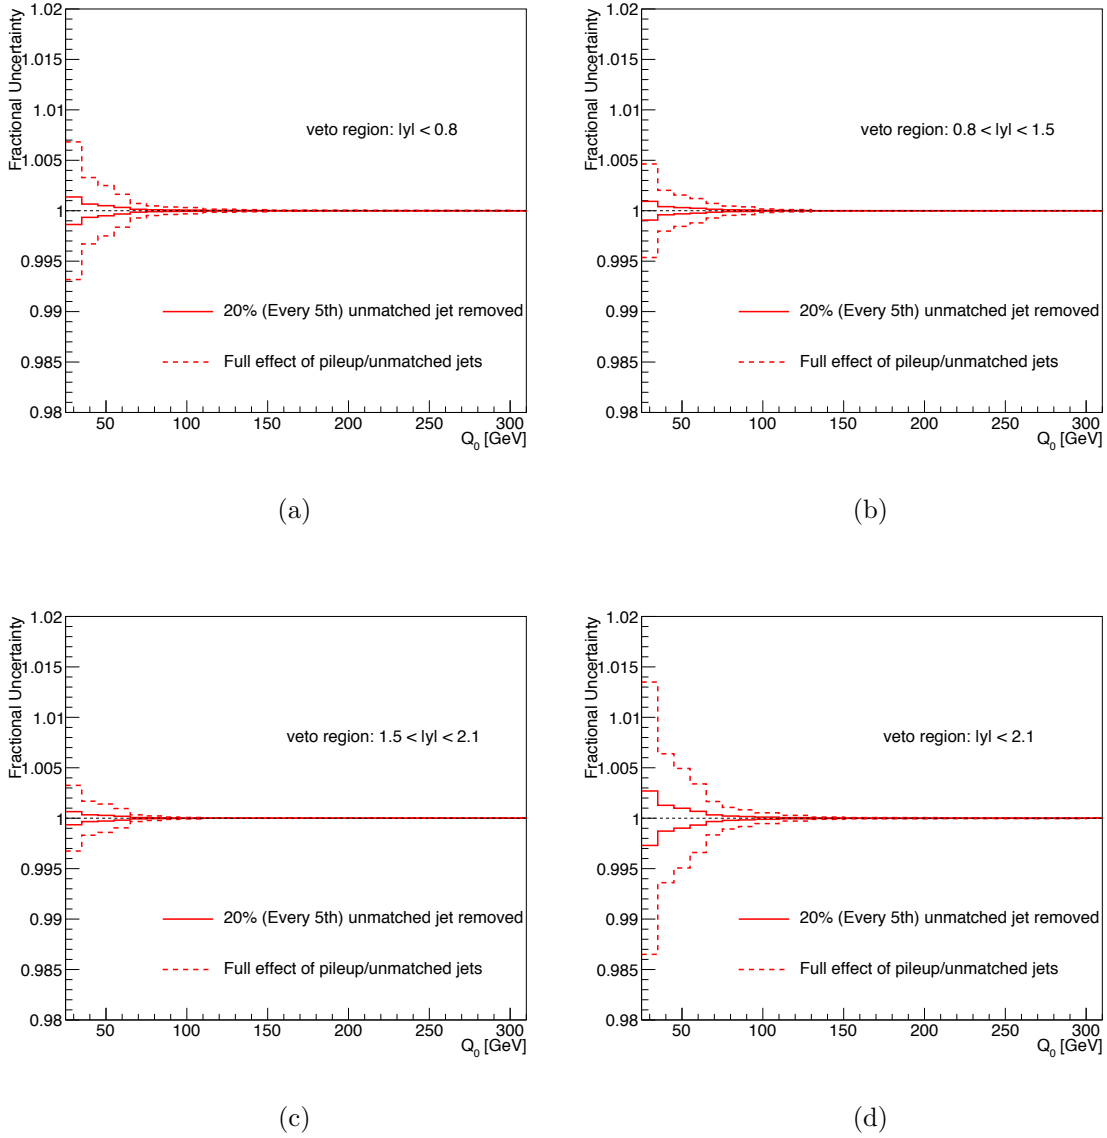 Fractional Uncertainty
1.02
1.015
1.01
1.005
1
0.995
0.99
0.985
0.98
veto region: |y| < 0.8
20% (Every 5th) unmatched jet removed
Full effect of pileup/unmatched jets
50 100 150 200 250 300
Q0 [GeV]
(a)
Fractional Uncertainty
1.02
1.015
1.01
1.005
1
0.995
0.99
0.985
0.98
veto region: 0.8 < |y| < 1.5
20% (Every 5th) unmatched jet removed
Full effect of pileup/unmatched jets
50 100 150 200 250 300
Q0 [GeV]
(b)
Fractional Uncertainty
1.02
1.015
1.01
1.005
1
0.995
0.99
0.985
0.98
veto region: 1.5 < |y| < 2.1
20% (Every 5th) unmatched jet removed
Full effect of pileup/unmatched jets
50 100 150 200 250 300
Q0 [GeV]
(c)
Fractional Uncertainty
1.02
1.015
1.01
1.005
1
0.995
0.99
0.985
0.98
veto region: |y| < 2.1
20% (Every 5th) unmatched jet removed
Full effect of pileup/unmatched jets
50 100 150 200 250 300
Q0 [GeV]
(d)